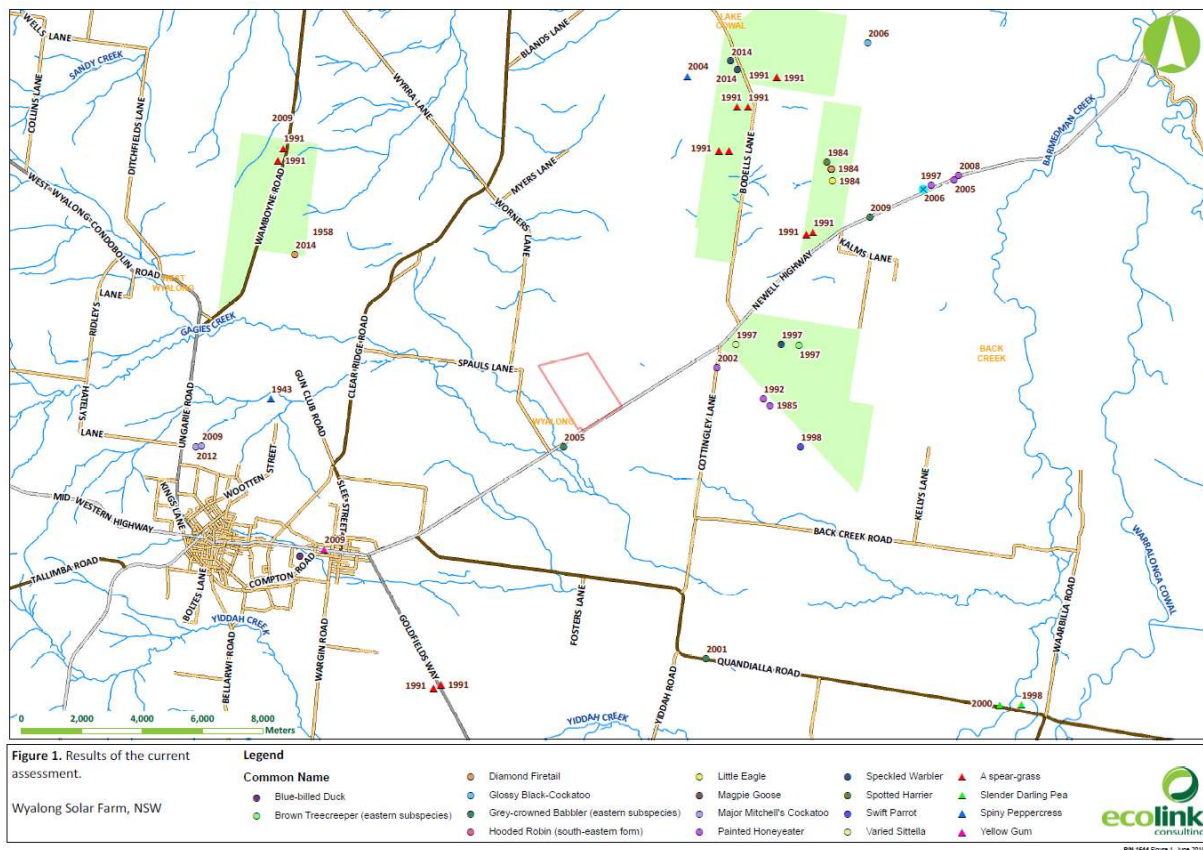 WELLS LANE
SANDY CREEK
COLLINS LANE
DITCHFIELDS LANE
WYRRA LANE
BLANDS LANE
LAKE
COWAL
2006
2014
2004
2014
1991
1991
1991
1991
BARMEDMAN CREEK
2009
1991
1991
WAMBOYNE ROAD
MYERS LANE
1991
BODELLS LANE
1984
1984
1984
1997
2008
2005
2006
WEST-WYALONG-CONDOBOLIN ROAD
WORNERS LANE
1958
2014
1991
1991
2009
KALMS LANE
WEST
WYALONG
LANE
RIDLEYS
GAGIES CREEK
NEWELL HIGHWAY
CLEAR RIDGE ROAD
SPAULS LANE
1997
1997
1997
BACK
CREEK
2002
HATELYS
LANE
UNGARIE ROAD
1943
GUN CLUB ROAD
1992
1985
WYALONG
2005
COTTINGLEY LANE
1998
2009
2012
WOOTTEN
STREET
KINGS LANE
SLEE STREET
KELLYS LANE
MID-WESTERN HIGHWAY
BACK CREEK ROAD
WARRALONGA COWAL
2009
TALLIMBA ROAD
COMPTON ROAD
BOLTES LANE
YIDDAH CREEK
BELLARWI ROAD
WARGIN ROAD
GOLDFIELDS WAY
FOSTERS LANE
WAARBILLA ROAD
2001
QUANDIALLA ROAD
1991
1991
YIDDAH ROAD
YIDDAH CREEK
2000
1998
0 2,000 4,000 6,000 8,000
Meters
Figure 1. Results of the current
assessment.
Wyalong Solar Farm, NSW
Legend
Common Name
Blue-billed Duck
Brown Treecreeper (eastern subspecies)
Diamond Firetail
Glossy Black-Cockatoo
Grey-crowned Babbler (eastern subspecies)
Hooded Robin (south-eastern form)
Little Eagle
Magpie Goose
Major Mitchell's Cockatoo
Painted Honeyeater
Speckled Warbler
Spotted Harrier
Swift Parrot
Varied Sittella
A spear-grass
Slender Darling Pea
Spiny Peppercress
Yellow Gum
ecolink
consulting